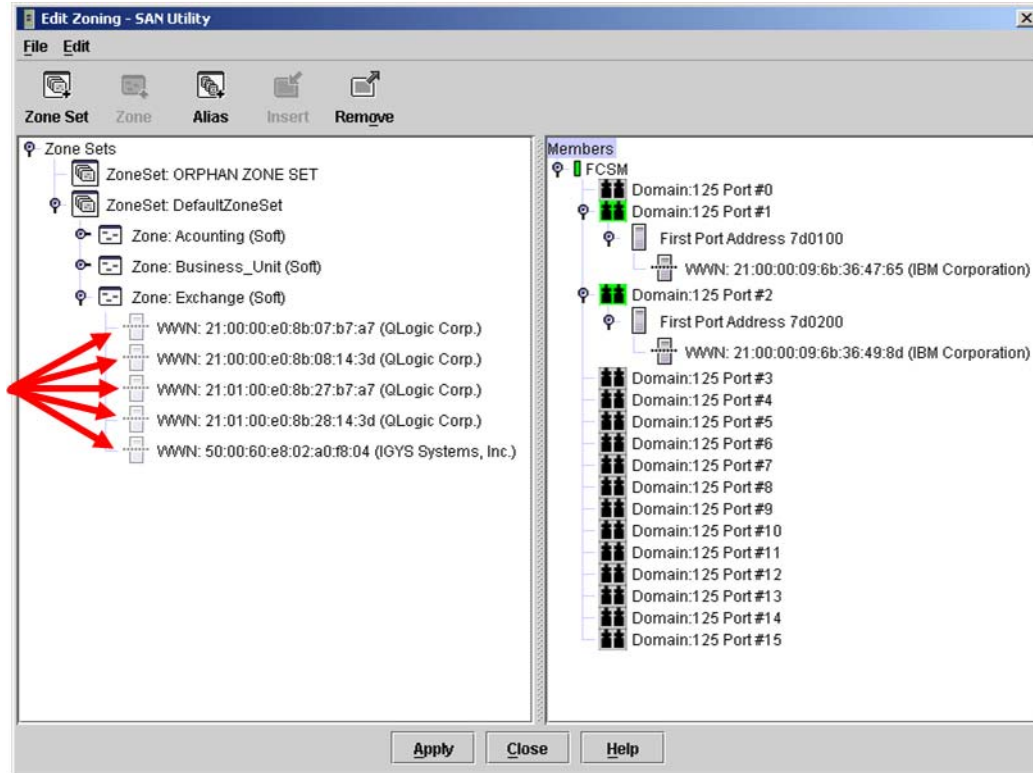 Edit Zoning - SAN Utility
File Edit
Zone Set Zone Alias Insert Remove
Zone Sets
ZoneSet: ORPHAN ZONE SET
ZoneSet: DefaultZoneSet
Zone: Acounting (Soft)
Zone: Business_Unit (Soft)
Zone: Exchange (Soft)
WWN: 21:00:00:e0:8b:07:b7:a7 (QLogic Corp.)
WWN: 21:00:00:e0:8b:08:14:3d (QLogic Corp.)
WWN: 21:01:00:e0:8b:27:b7:a7 (QLogic Corp.)
WWN: 21:01:00:e0:8b:28:14:3d (QLogic Corp.)
WWN: 50:00:60:e8:02:a0:f8:04 (IGYS Systems, Inc.)
Members
FCSM
Domain:125 Port #0
Domain:125 Port #1
First Port Address 7d0100
WWN: 21:00:00:09:6b:36:47:65 (IBM Corporation)
Domain:125 Port #2
First Port Address 7d0200
WWN: 21:00:00:09:6b:36:49:8d (IBM Corporation)
Domain:125 Port #3
Domain:125 Port #4
Domain:125 Port #5
Domain:125 Port #6
Domain:125 Port #7
Domain:125 Port #8
Domain:125 Port #9
Domain:125 Port #10
Domain:125 Port #11
Domain:125 Port #12
Domain:125 Port #13
Domain:125 Port #14
Domain:125 Port #15
Apply Close Help